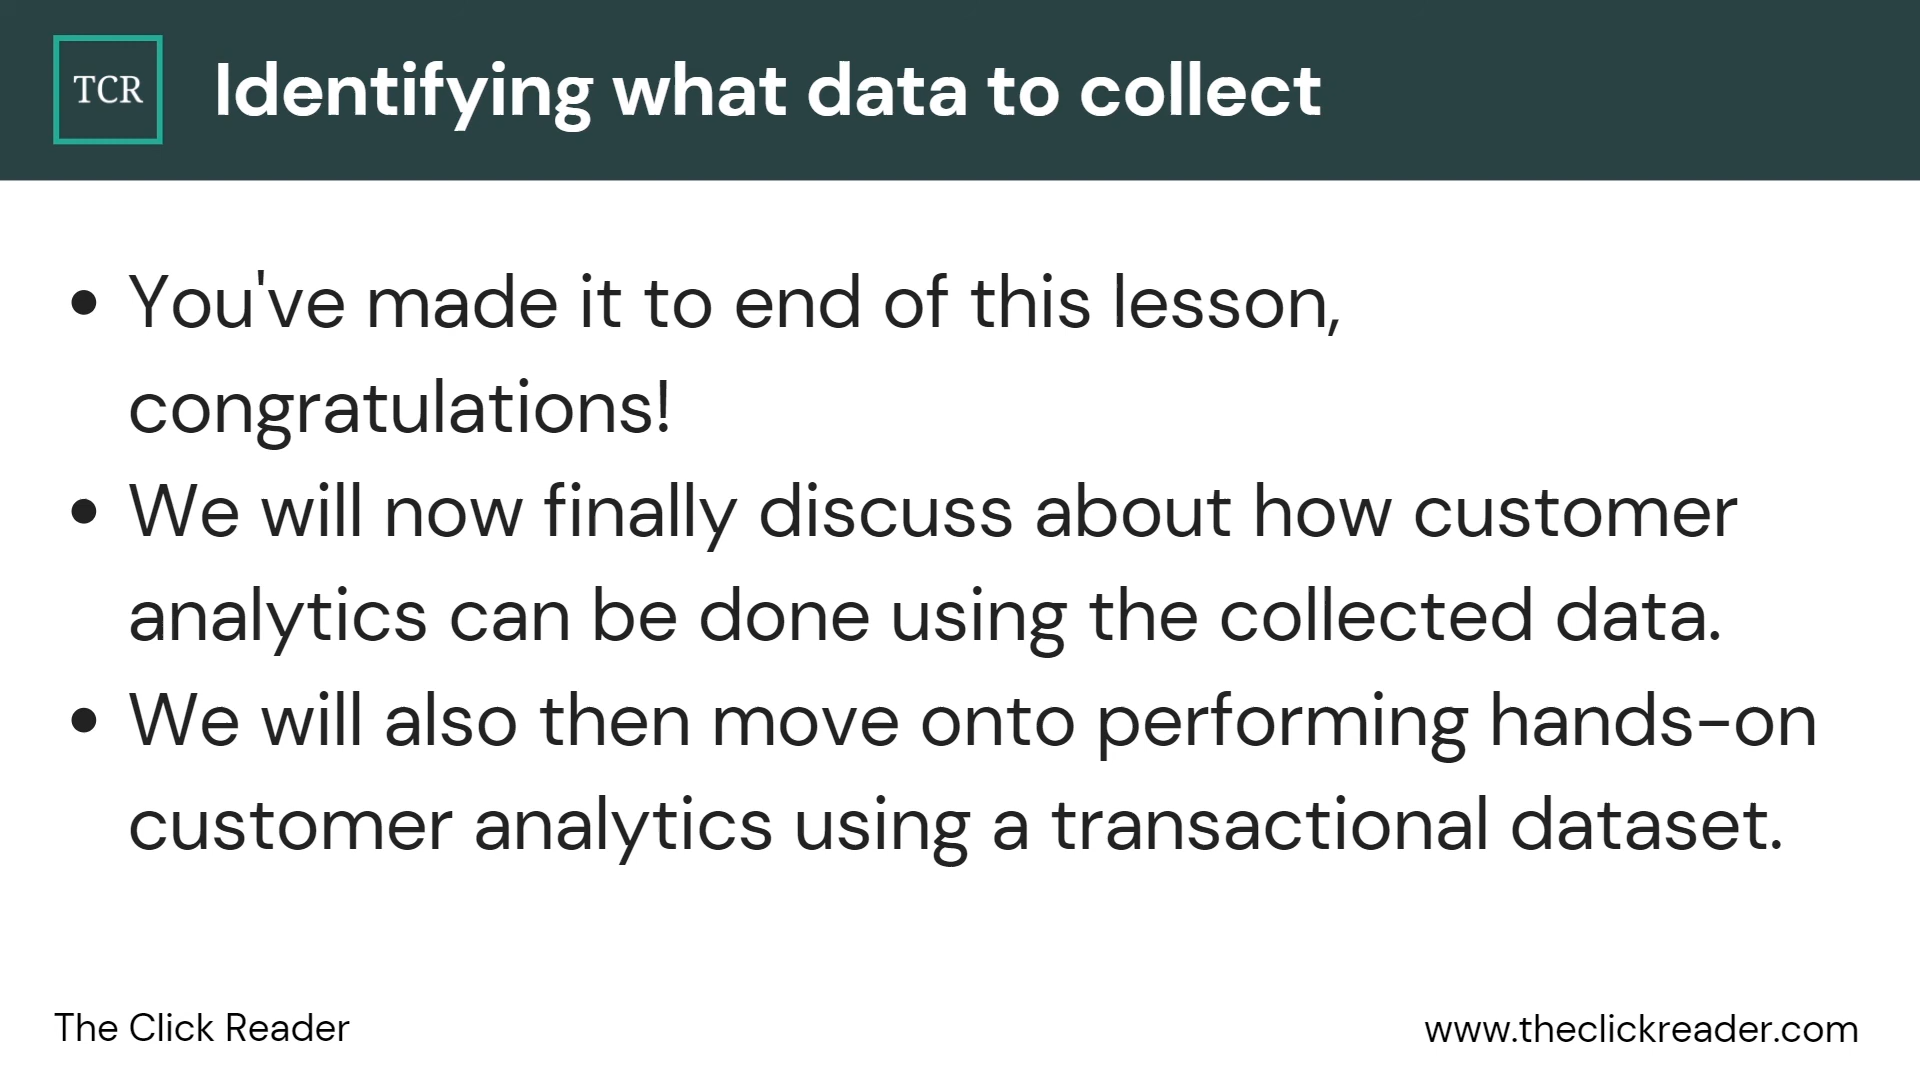 TCR
Identifying what data to collect
• You've made it to end of this lesson,
congratulations!
• We will now finally discuss about how customer
analytics can be done using the collected data.
• We will also then move onto performing hands-on
customer analytics using a transactional dataset.
The Click Reader
www.theclickreader.com